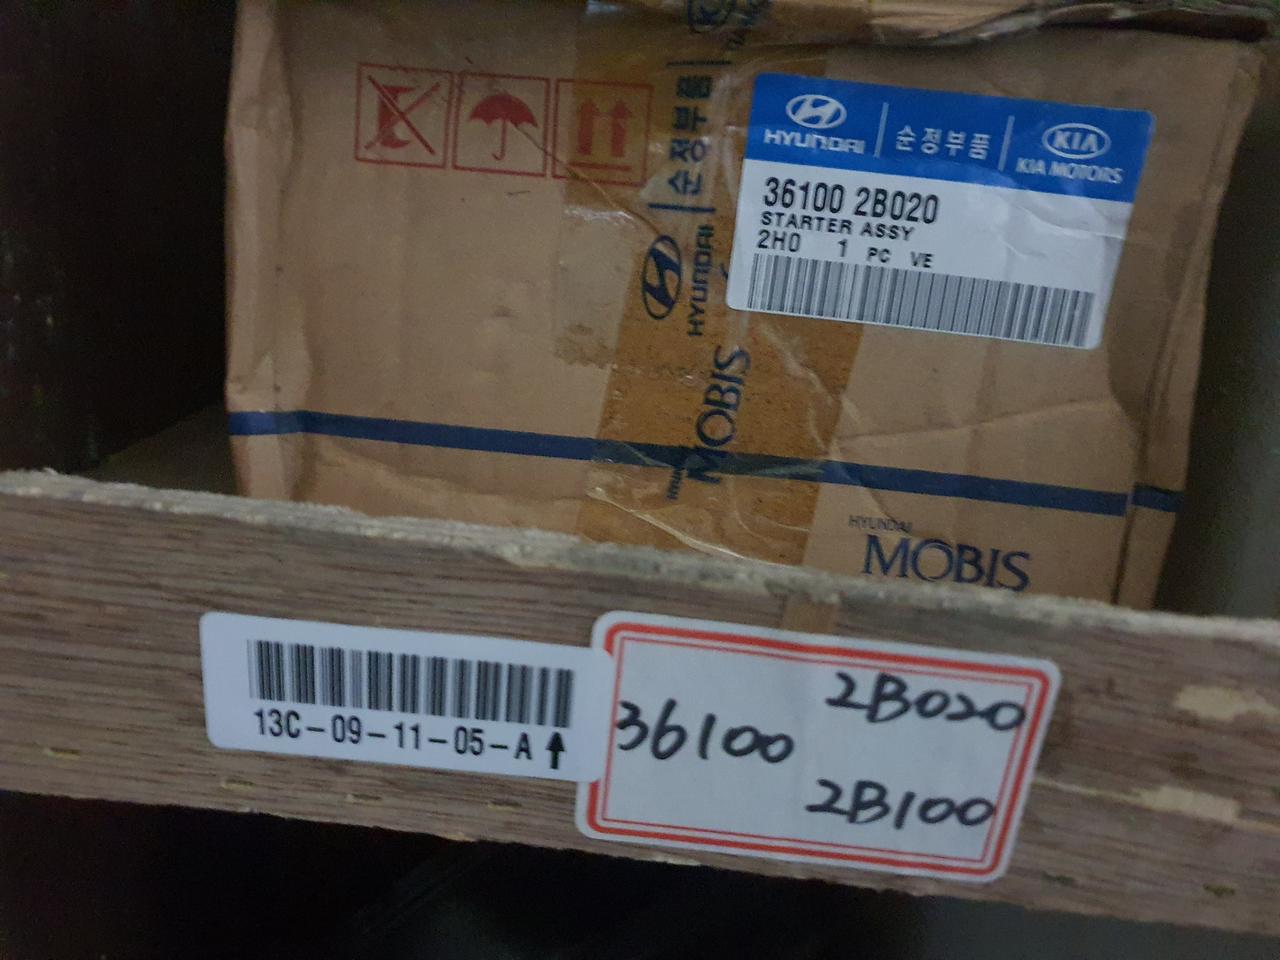 HYUNDAI
순정부품
KIA
KIA MOTORS
36100 2B020
STARTER ASSY
2H0 1 PC VE
순정부품
HYUNDAI
MOBIS
HYUNDAI
MOBIS
13C-09-11-05-A
36100
2B020
2B100